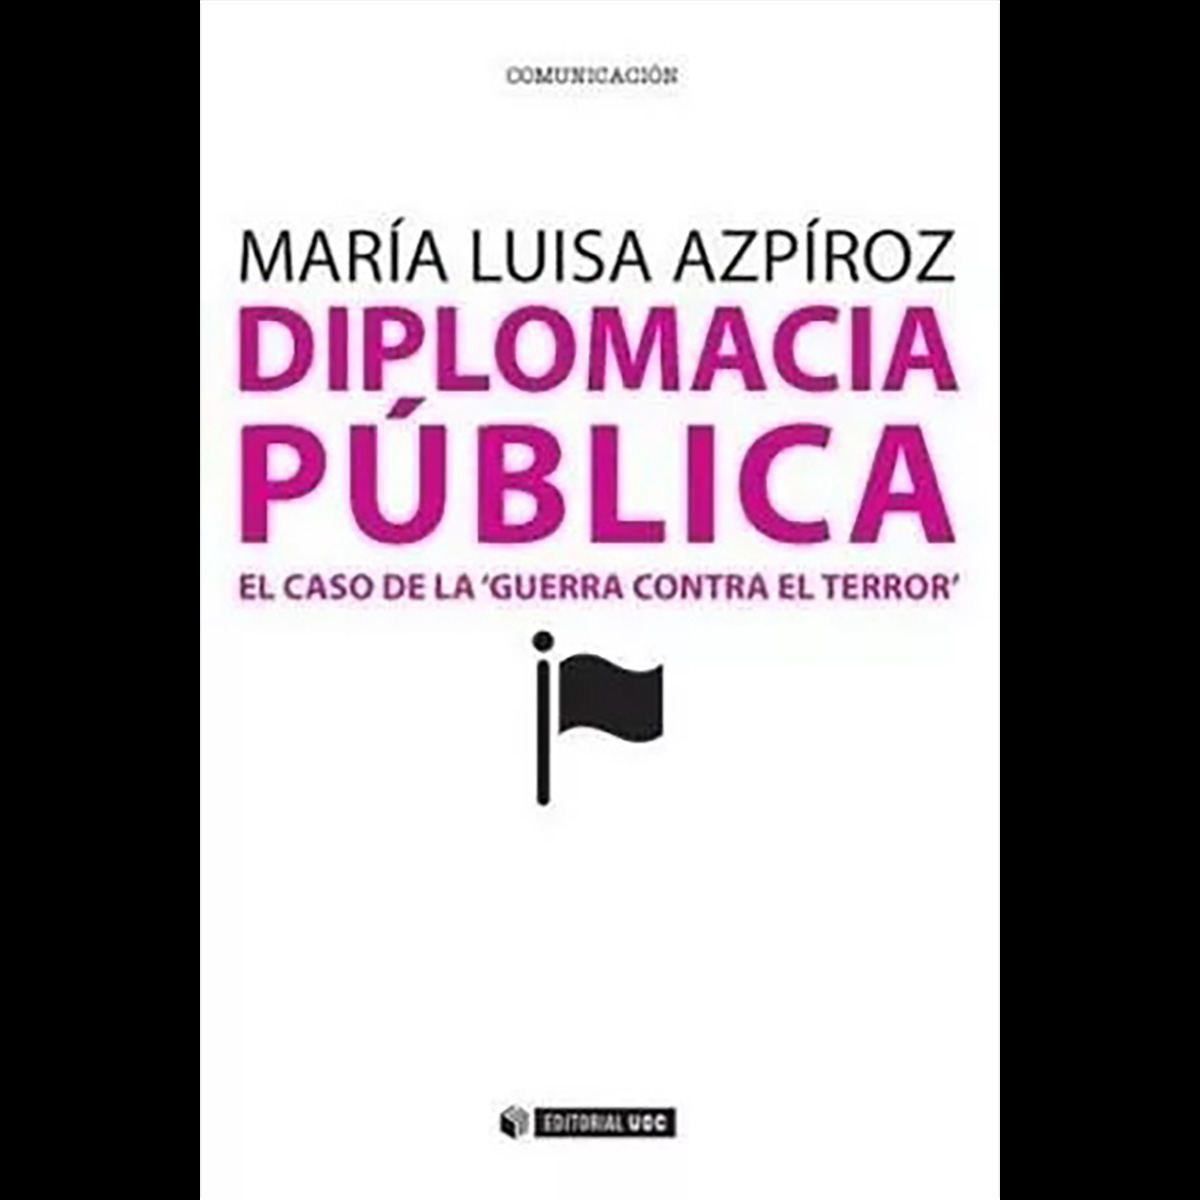 COMUNICACIÓN
MARÍA LUISA AZPÍROZ
DIPLOMACIA
PÚBLICA
EL CASO DE LA ‘GUERRA CONTRA EL TERROR’
EDITORIAL UOC